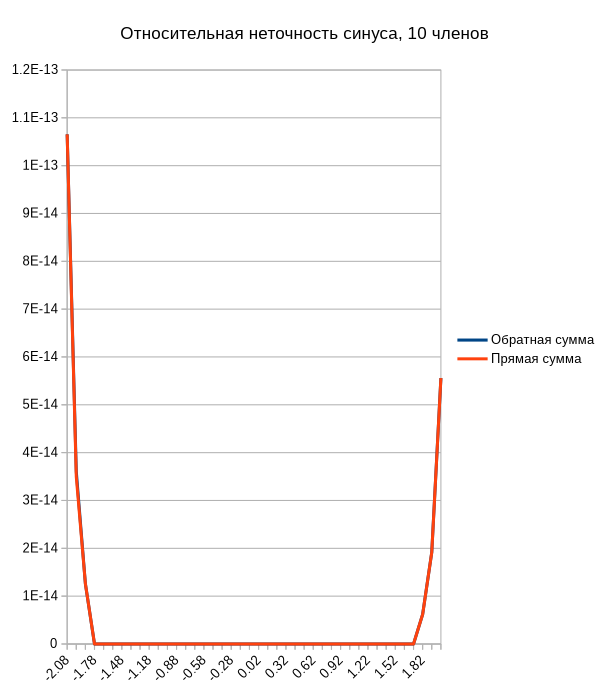 Относительная неточность синуса, 10 членов
1.2E-13
1.1E-13
1E-13
9E-14
8E-14
7E-14
6E-14
5E-14
4E-14
3E-14
2E-14
1E-14
0
Обратная сумма
Прямая сумма
-2.08 -1.78 -1.48 -1.18 -0.88 -0.58 -0.28 0.02 0.32 0.62 0.92 1.22 1.52 1.82